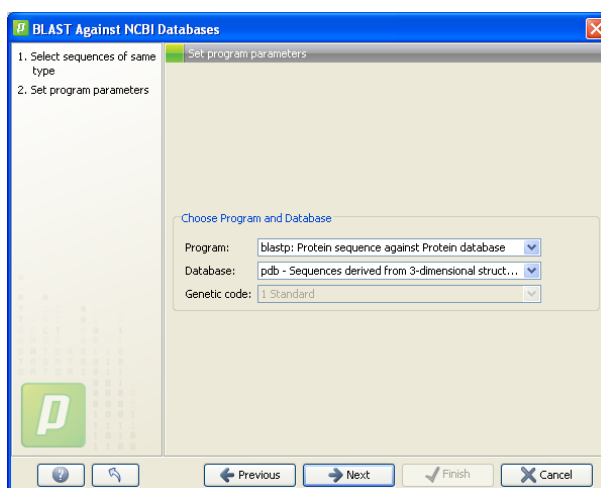 BLAST Against NCBI Databases
1. Select sequences of same
type
2. Set program parameters
Set program parameters
Choose Program and Database
Program: blastp: Protein sequence against Protein database
Database: pdb - Sequences derived from 3-dimensional struct...
Genetic code: 1 Standard
Previous Next Finish Cancel